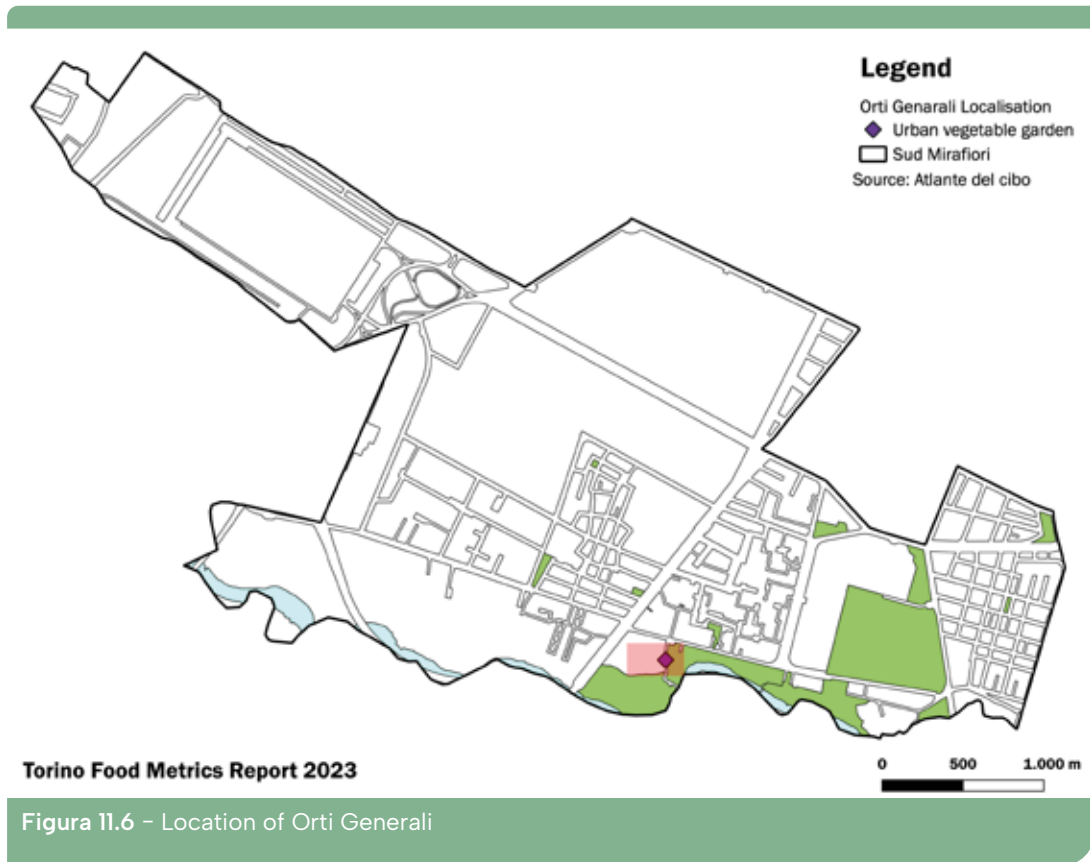 Legend
Orti Genarali Localisation
Urban vegetable garden
Sud Mirafiori
Source: Atlante del cibo
Torino Food Metrics Report 2023
0 500 1.000 m
Figura 11.6 – Location of Orti Generali